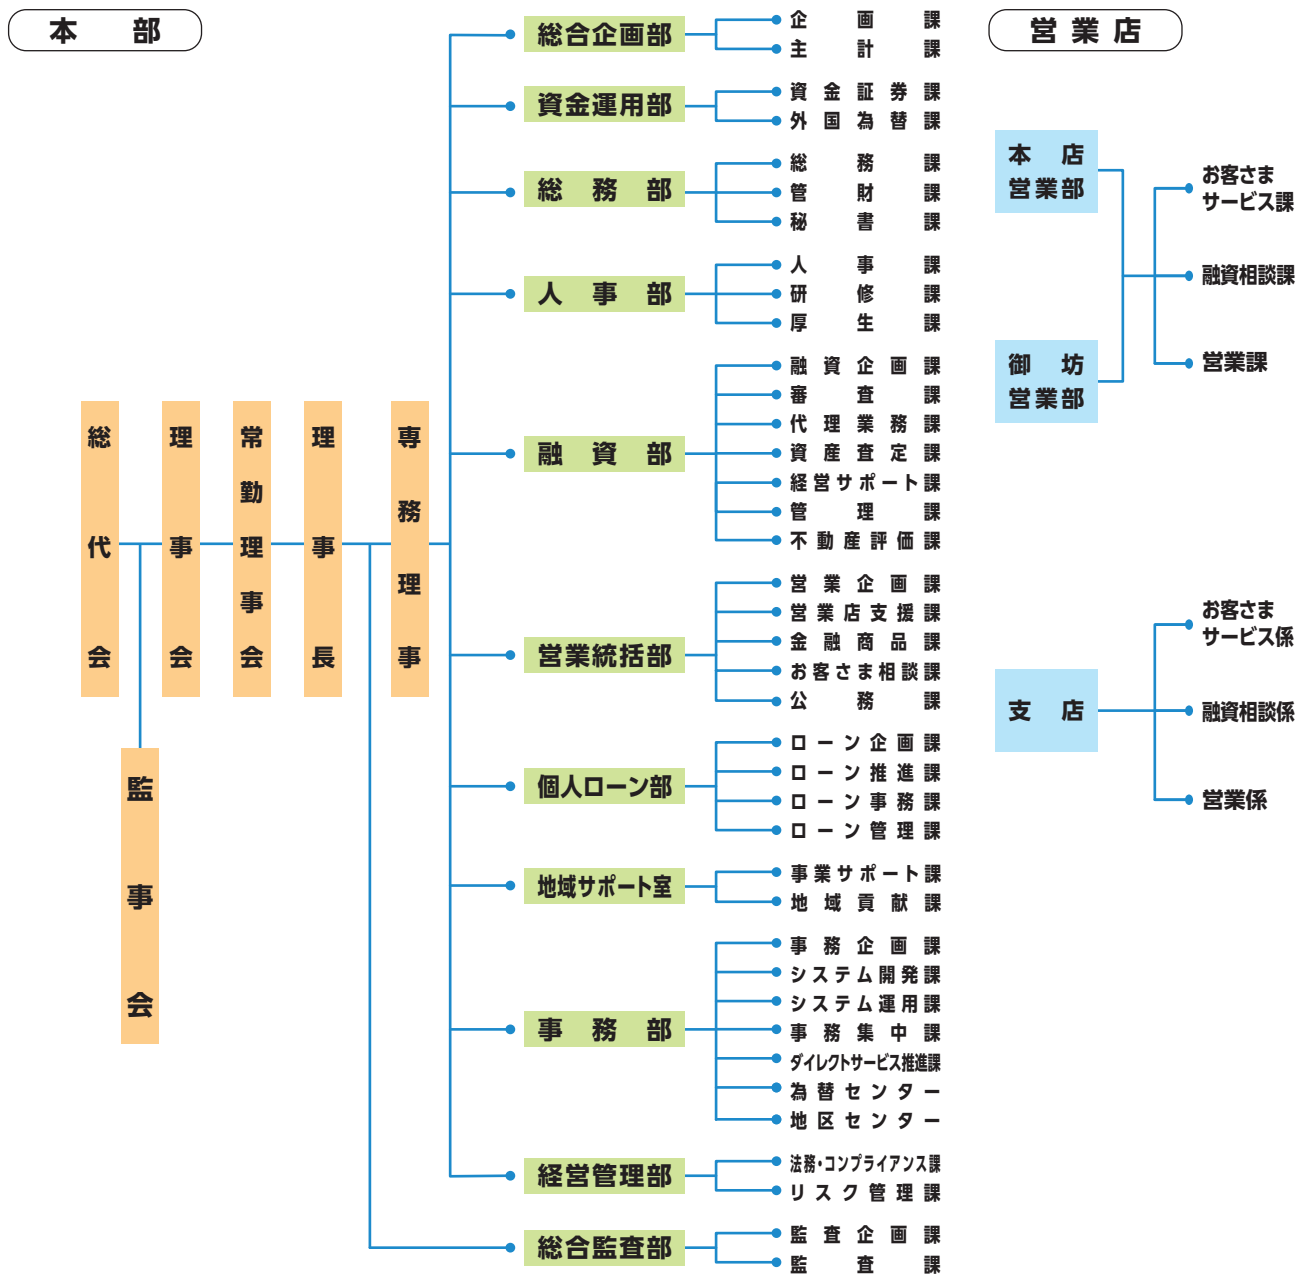 本部
総代会
理事会
常勤理事会
理事長
専務理事
監事会
総合企画部
企画課
主計課
資金運用部
資金証券課
外国為替課
総務部
総務課
管財課
秘書課
人事部
人事課
研修課
厚生課
融資部
融資企画課
審査課
代理業務課
資産査定課
経営サポート課
管理課
不動産評価課
営業統括部
営業企画課
営業店支援課
金融商品課
お客さま相談課
公務課
個人ローン部
ローン企画課
ローン推進課
ローン事務課
ローン管理課
地域サポート室
事業サポート課
地域貢献課
事務部
事務企画課
システム開発課
システム運用課
事務集中課
ダイレクトサービス推進課
為替センター
地区センター
経営管理部
法務・コンプライアンス課
リスク管理課
総合監査部
監査企画課
監査課
営業店
本店
営業部
御坊
営業部
お客さま
サービス課
融資相談課
営業課
支店
お客さま
サービス係
融資相談係
営業係